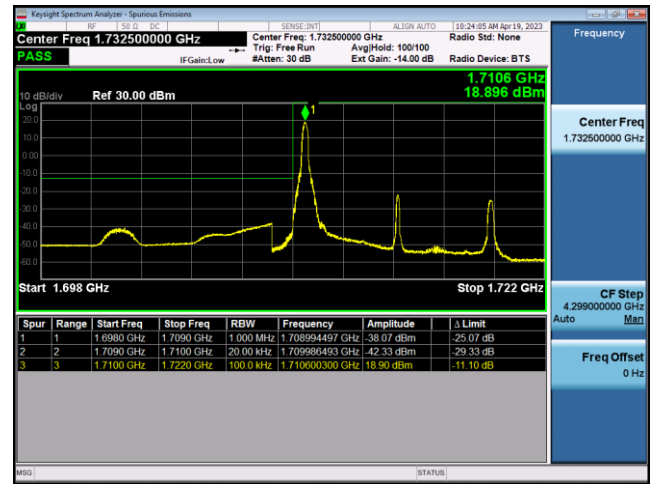 Keysight Spectrum Analyzer - Spurious Emissions
RF 50 Ω DC SENSE:INT ALIGN AUTO 10:24:05 AM Apr 19, 2023
Center Freq 1.732500000 GHz
Center Freq: 1.732500000 GHz Radio Std: None
Trig: Free Run Avg|Hold: 100/100
PASS IFGain:Low #Atten: 30 dB Ext Gain: -14.00 dB Radio Device: BTS
1.7106 GHz
18.896 dBm
10 dB/div Ref 30.00 dBm
Log
1
20.0
10.0
0.00
-10.0
-20.0
-30.0
-40.0
-50.0
-60.0
Start 1.698 GHz Stop 1.722 GHz
Spur Range Start Freq Stop Freq RBW Frequency Amplitude Δ Limit
1 1 1.6980 GHz 1.7090 GHz 1.000 MHz 1.708994497 GHz -38.07 dBm -25.07 dB
2 2 1.7090 GHz 1.7100 GHz 20.00 kHz 1.709986493 GHz -42.33 dBm -29.33 dB
3 3 1.7100 GHz 1.7220 GHz 100.0 kHz 1.710600300 GHz 18.90 dBm -11.10 dB
MSG STATUS
Frequency
Center Freq
1.732500000 GHz
CF Step
4.299000000 GHz
Auto Man
Freq Offset
0 Hz